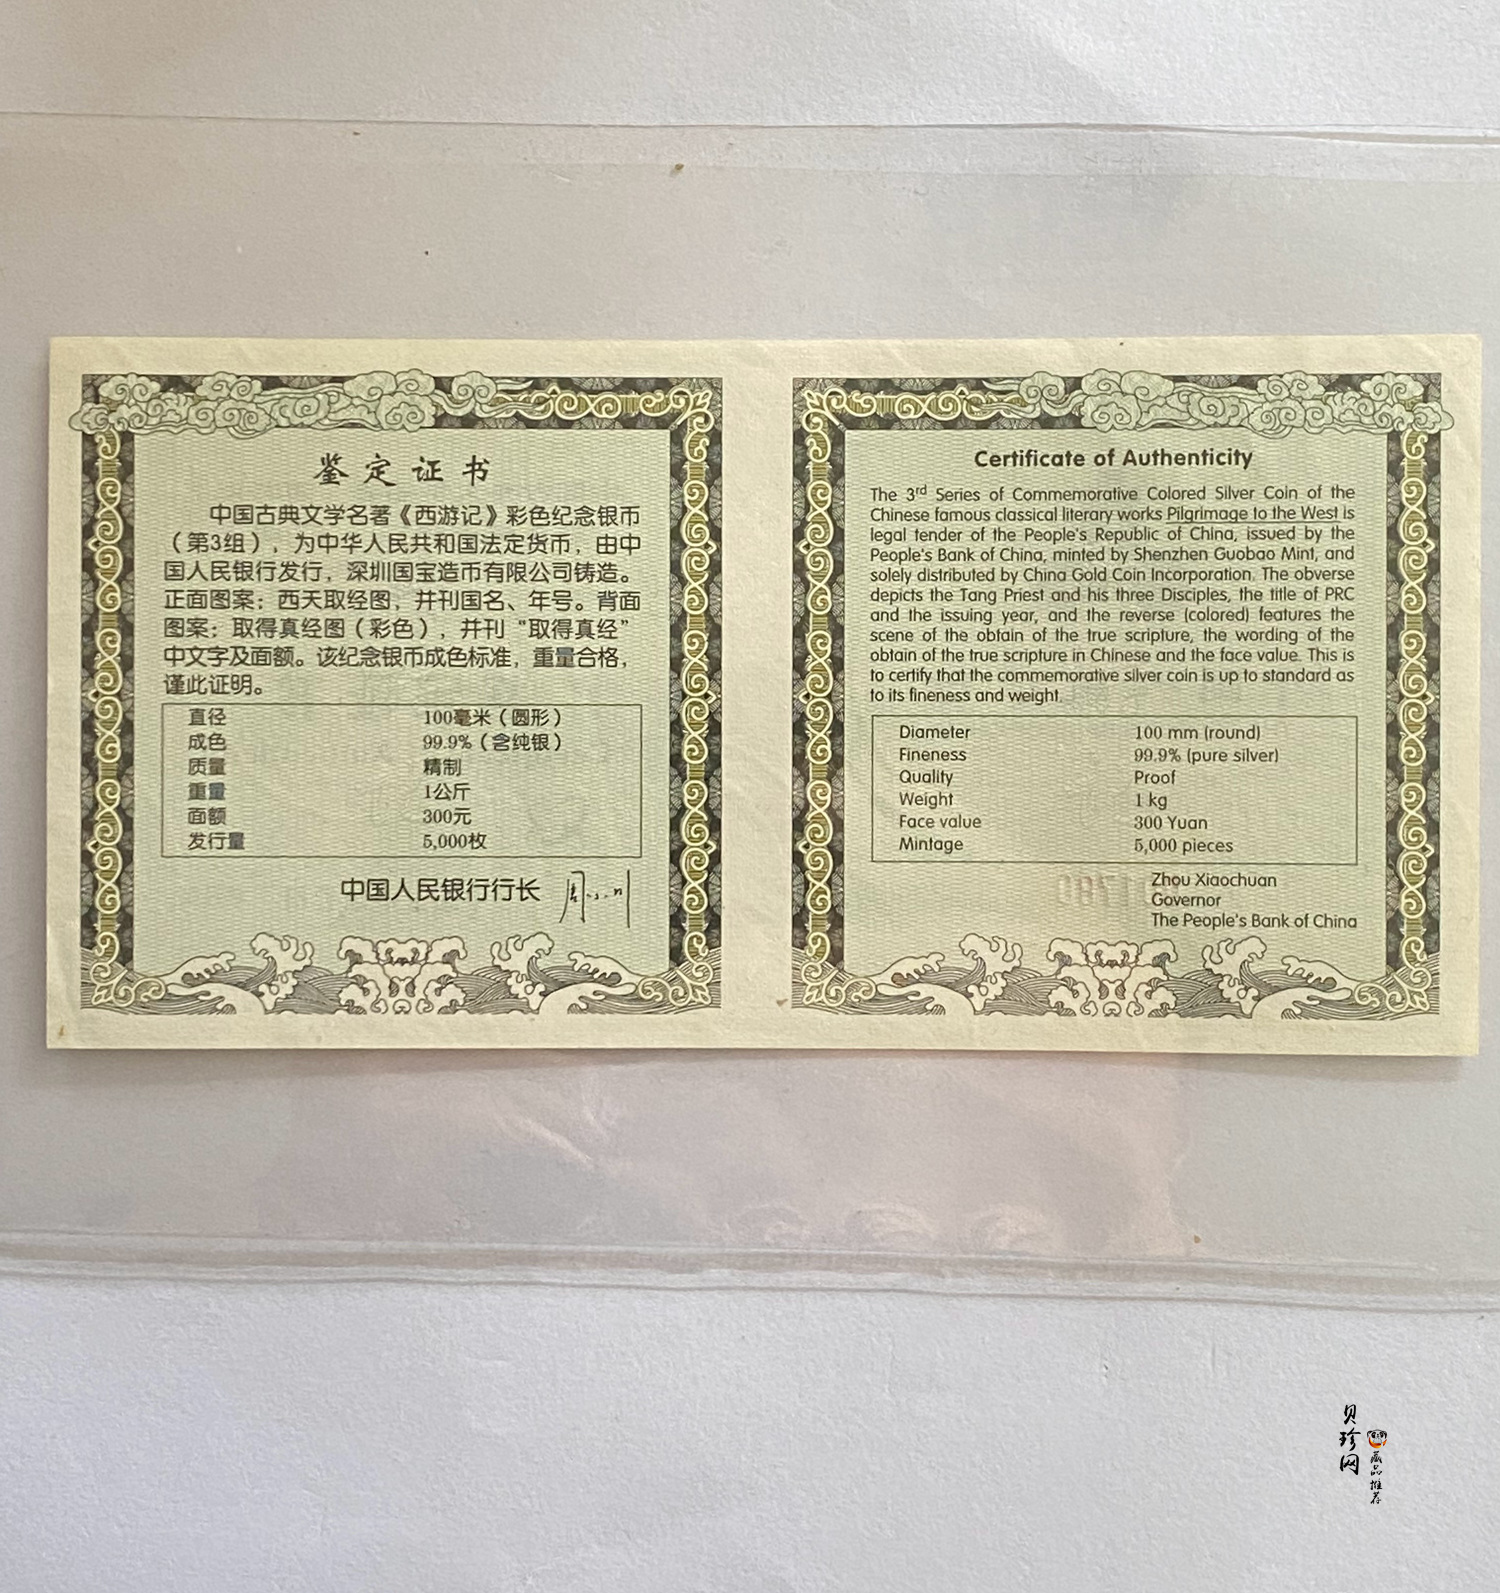 鉴定证书
中国古典文学名著《西游记》彩色纪念银币
（第3组），为中华人民共和国法定货币，由中
国人民银行发行，深圳国宝造币有限公司铸造。
正面图案：西天取经图，并刊国名、年号。背面
图案：取得真经图（彩色），并刊“取得真经”
中文字及面额。该纪念银币成色标准，重量合格，
谨此证明。
直径 100毫米（圆形）
成色 99.9%（含纯银）
质量 精制
重量 1公斤
面额 300元
发行量 5,000枚
中国人民银行行长 周小川
Certificate of Authenticity
The 3rd Series of Commemorative Colored Silver Coin of the
Chinese famous classical literary works Pilgrimage to the West is
legal tender of the People's Republic of China, issued by the
People's Bank of China, minted by Shenzhen Guobao Mint, and
solely distributed by China Gold Coin Incorporation. The obverse
depicts the Tang Priest and his three Disciples, the title of PRC
and the issuing year, and the reverse (colored) features the
scene of the obtain of the true scripture, the wording of the
obtain of the true scripture in Chinese and the face value. This is
to certify that the commemorative silver coin is up to standard as
to its fineness and weight.
Diameter 100 mm (round)
Fineness 99.9% (pure silver)
Quality Proof
Weight 1 kg
Face value 300 Yuan
Mintage 5,000 pieces
Zhou Xiaochuan
Governor
The People's Bank of China
贝珍网
藏品推荐